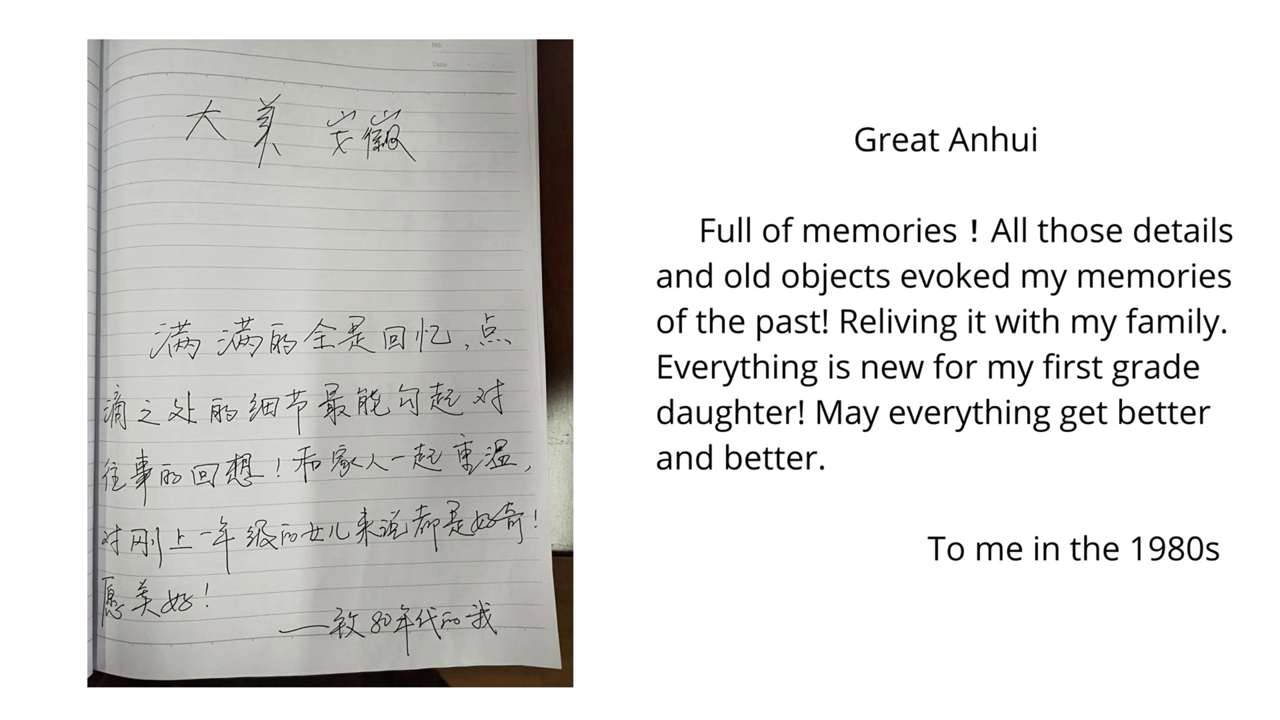 No.
Date
大美 安徽
满满的全是回忆,点
滴之处的细节最能勾起对
往事的回想!和家人一起重温,
对刚上一年级的女儿来说都是好奇!
愿美好!
——致80年代的我
Great Anhui
Full of memories！All those details
and old objects evoked my memories
of the past! Reliving it with my family.
Everything is new for my first grade
daughter! May everything get better
and better.
To me in the 1980s